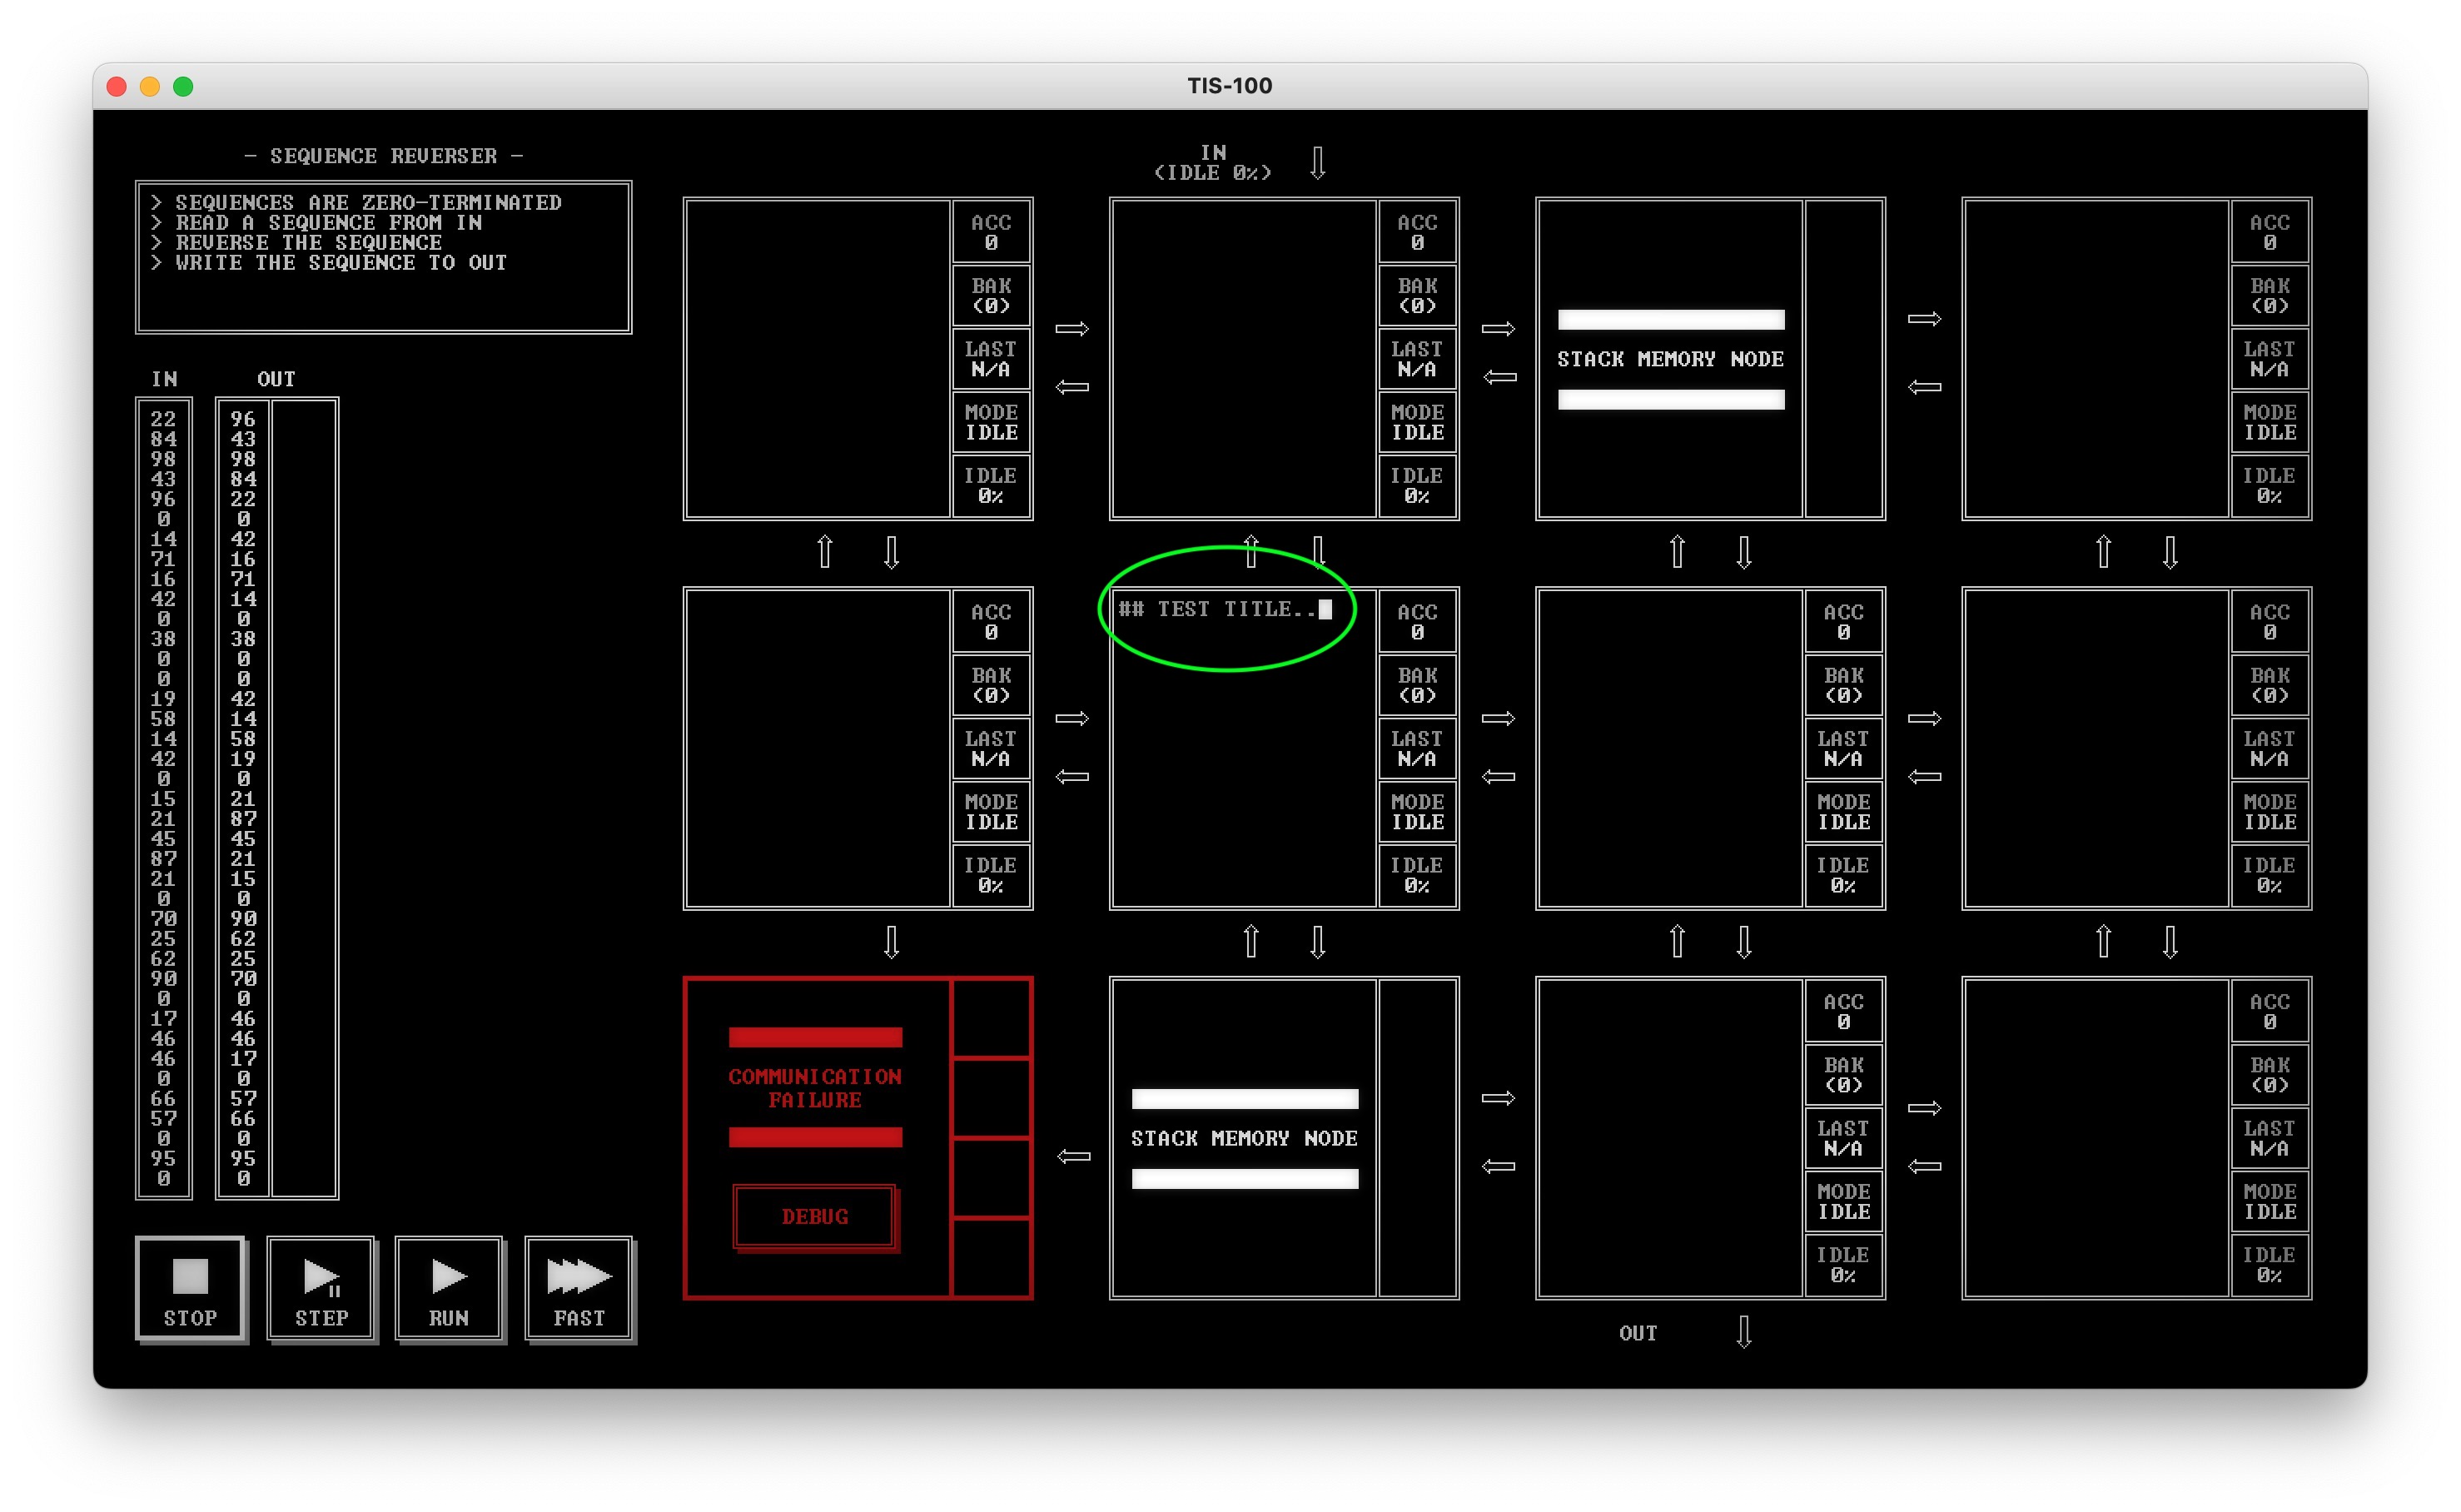 TIS-100
- SEQUENCE REVERSER -
> SEQUENCES ARE ZERO-TERMINATED
> READ A SEQUENCE FROM IN
> REVERSE THE SEQUENCE
> WRITE THE SEQUENCE TO OUT
IN OUT
22 96
84 43
98 98
43 84
96 22
0 0
14 42
71 16
16 71
42 14
0 0
38 38
0 0
0 0
19 42
58 14
14 58
42 19
0 0
15 21
21 87
45 45
87 21
21 15
0 0
70 90
25 62
62 25
90 70
0 0
17 46
46 46
46 17
0 0
66 57
57 66
0 0
95 95
0 0
STOP
STEP
RUN
FAST
IN
(IDLE 0%)
ACC
0
BAK
(0)
LAST
N/A
MODE
IDLE
IDLE
0%
ACC
0
BAK
(0)
LAST
N/A
MODE
IDLE
IDLE
0%
STACK MEMORY NODE
ACC
0
BAK
(0)
LAST
N/A
MODE
IDLE
IDLE
0%
ACC
0
BAK
(0)
LAST
N/A
MODE
IDLE
IDLE
0%
## TEST TITLE..
ACC
0
BAK
(0)
LAST
N/A
MODE
IDLE
IDLE
0%
ACC
0
BAK
(0)
LAST
N/A
MODE
IDLE
IDLE
0%
ACC
0
BAK
(0)
LAST
N/A
MODE
IDLE
IDLE
0%
COMMUNICATION
FAILURE
DEBUG
STACK MEMORY NODE
ACC
0
BAK
(0)
LAST
N/A
MODE
IDLE
IDLE
0%
ACC
0
BAK
(0)
LAST
N/A
MODE
IDLE
IDLE
0%
OUT